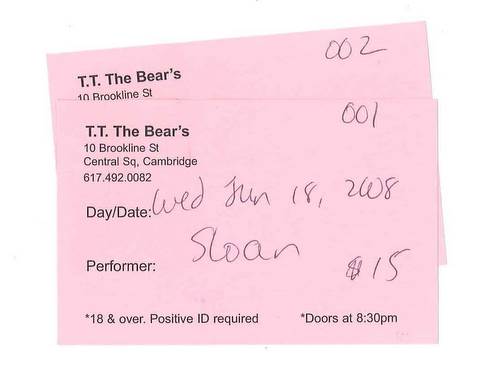 002
T.T. The Bear's
10 Brookline St
001
T.T. The Bear's
10 Brookline St
Central Sq, Cambridge
617.492.0082
Day/Date: Wed Jun 18, 2008
Performer: Sloan $15
*18 & over. Positive ID required *Doors at 8:30pm